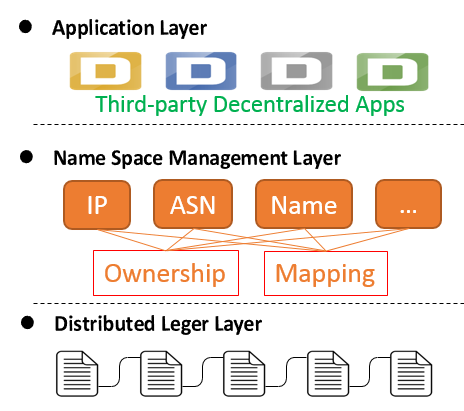 Application Layer
D D D D
Third-party Decentralized Apps
Name Space Management Layer
IP ASN Name ...
Ownership Mapping
Distributed Leger Layer